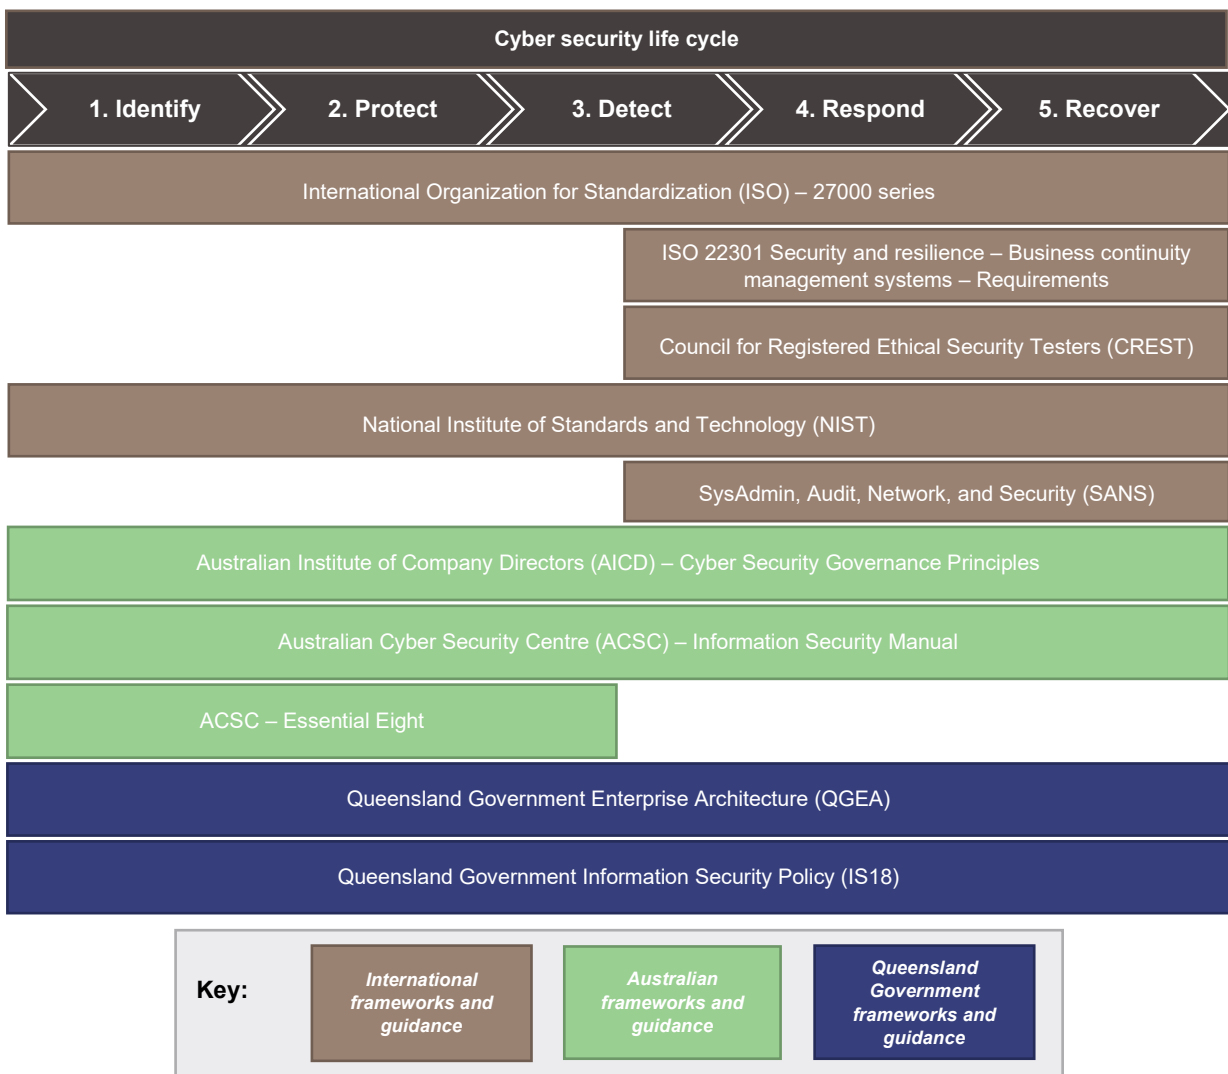 Cyber security life cycle
1. Identify
2. Protect
3. Detect
4. Respond
5. Recover
International Organization for Standardization (ISO) – 27000 series
ISO 22301 Security and resilience – Business continuity
management systems – Requirements
Council for Registered Ethical Security Testers (CREST)
National Institute of Standards and Technology (NIST)
SysAdmin, Audit, Network, and Security (SANS)
Australian Institute of Company Directors (AICD) – Cyber Security Governance Principles
Australian Cyber Security Centre (ACSC) – Information Security Manual
ACSC – Essential Eight
Queensland Government Enterprise Architecture (QGEA)
Queensland Government Information Security Policy (IS18)
Key:
International
frameworks and
guidance
Australian
frameworks and
guidance
Queensland
Government
frameworks and
guidance